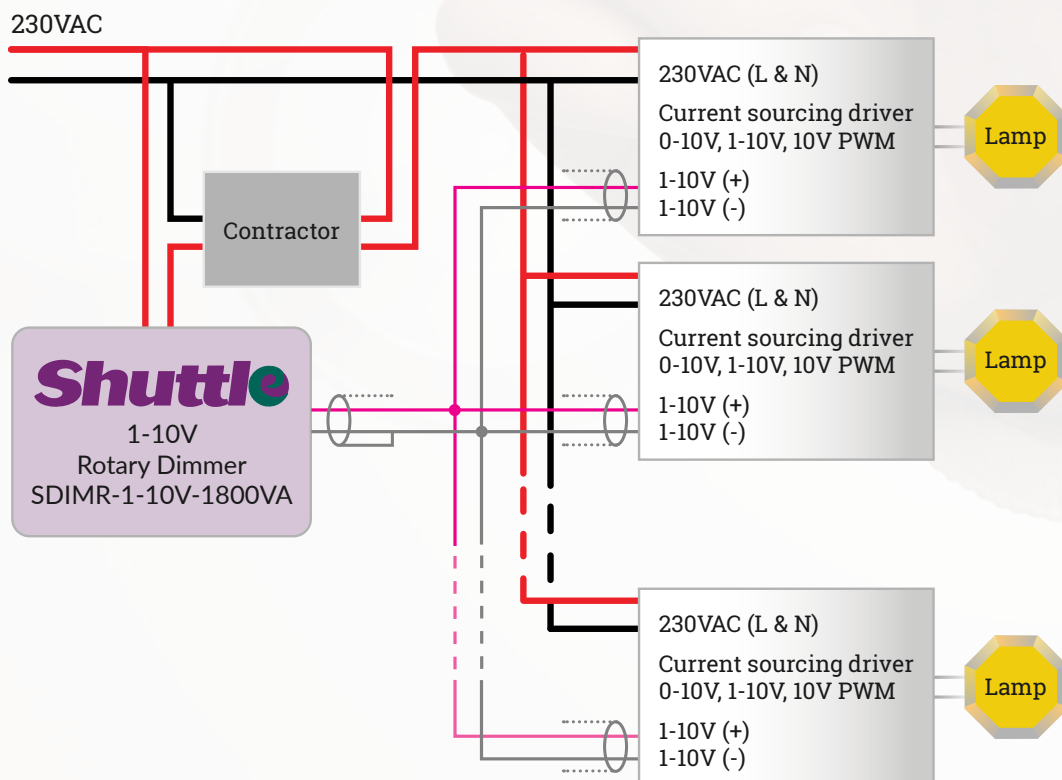 230VAC
230VAC (L & N)
Current sourcing driver
0-10V, 1-10V, 10V PWM
1-10V (+)
1-10V (-)
Lamp
Contractor
230VAC (L & N)
Current sourcing driver
0-10V, 1-10V, 10V PWM
1-10V (+)
1-10V (-)
Lamp
Shuttle
1-10V
Rotary Dimmer
SDIMR-1-10V-1800VA
230VAC (L & N)
Current sourcing driver
0-10V, 1-10V, 10V PWM
1-10V (+)
1-10V (-)
Lamp